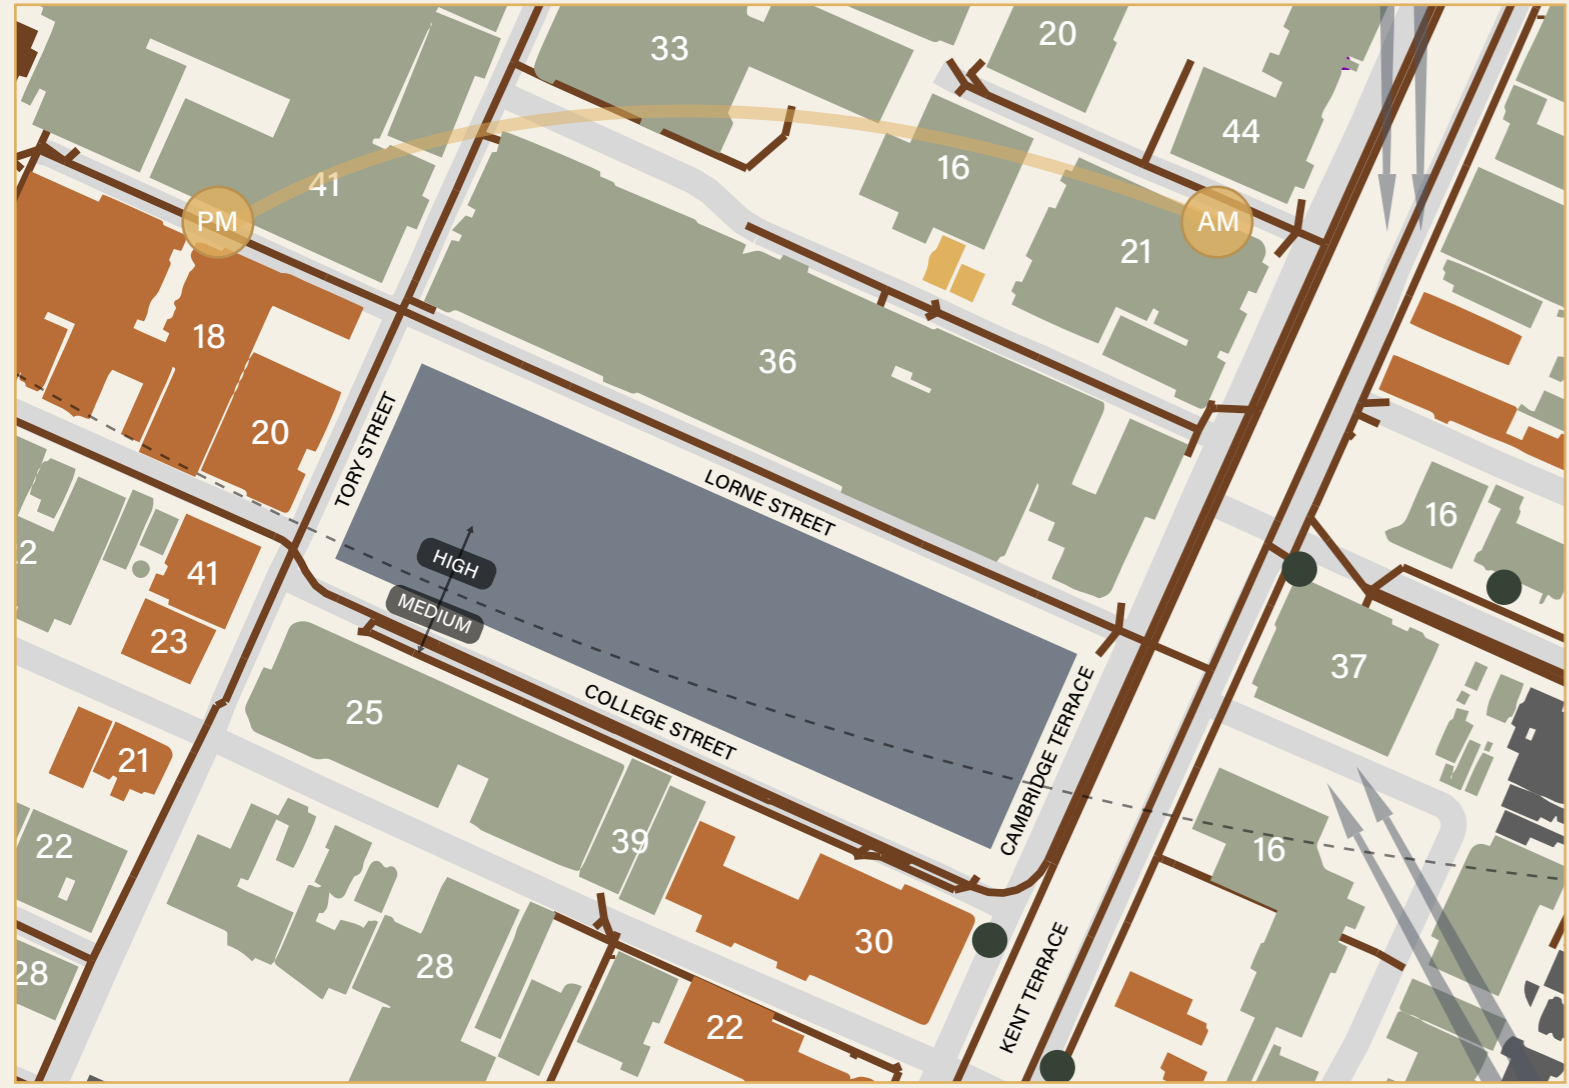 33
20
44
16
41
PM
AM
21
18
36
20
TORY STREET
LORNE STREET
16
2
HIGH
41
MEDIUM
23
37
25
COLLEGE STREET
CAMBRIDGE TERRACE
21
22
39
16
30
28
28
KENT TERRACE
22